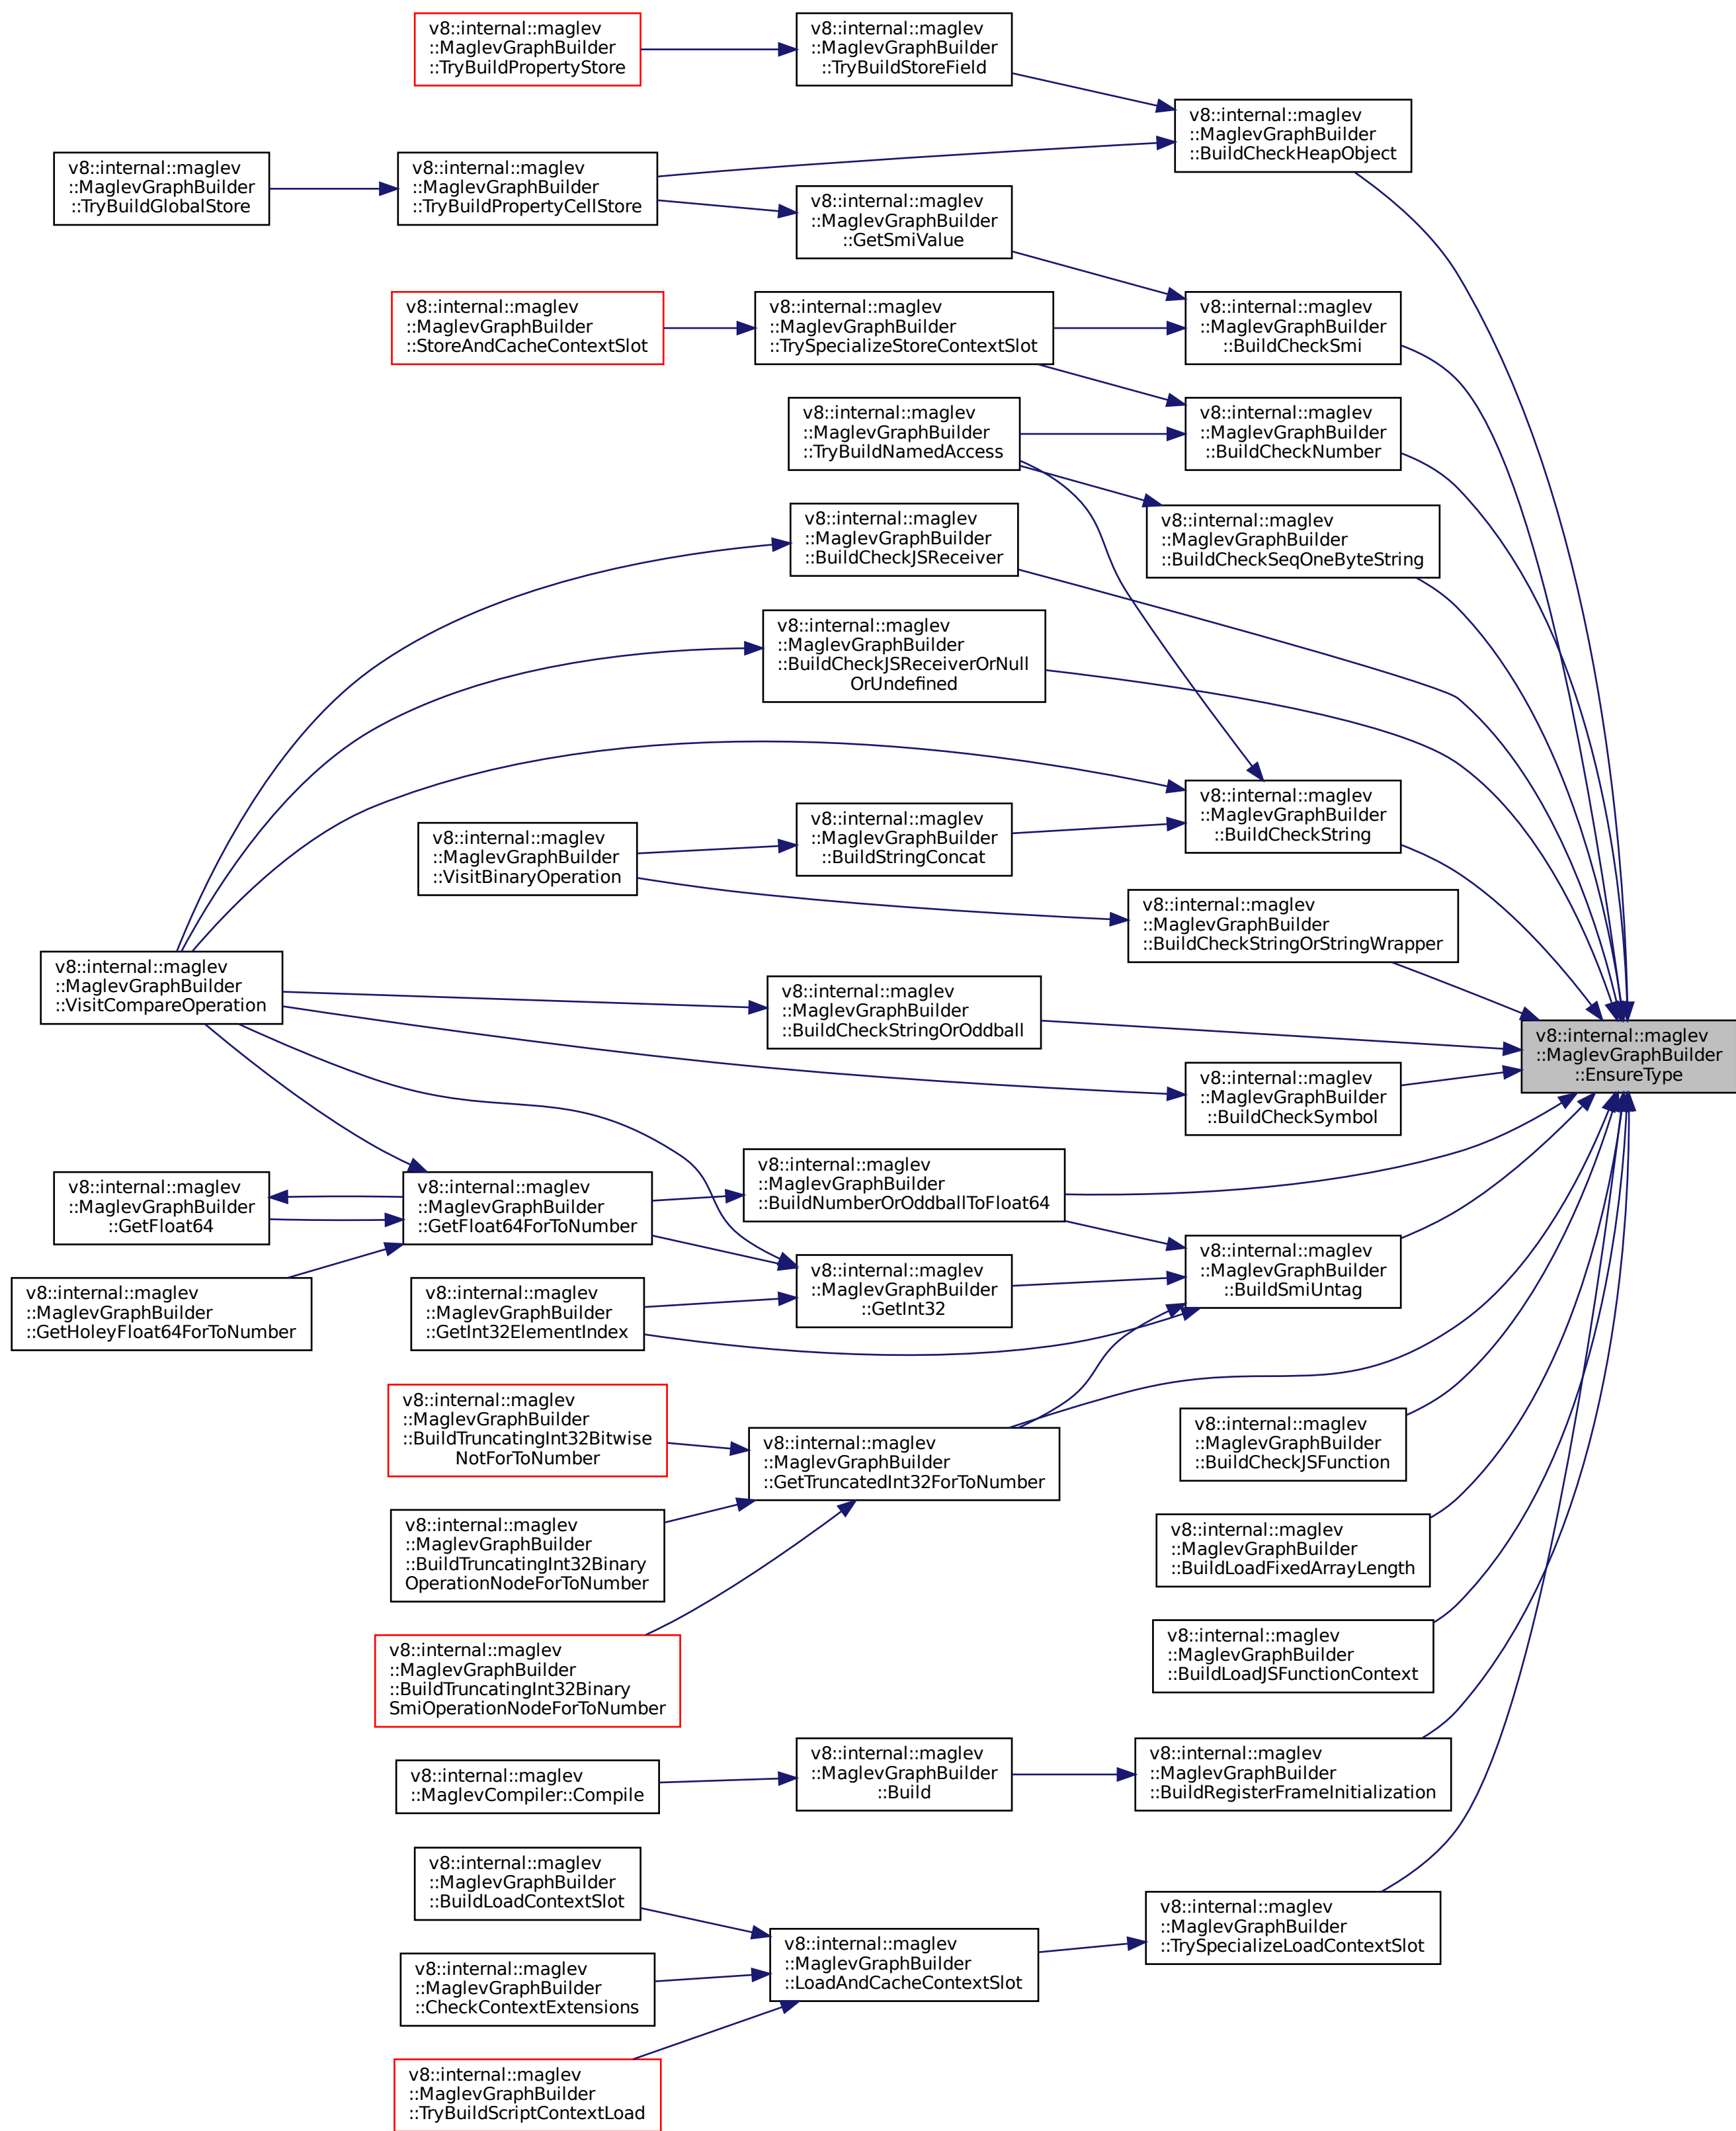 v8::internal::maglev
::MaglevGraphBuilder
::TryBuildPropertyStore
v8::internal::maglev
::MaglevGraphBuilder
::TryBuildStoreField
v8::internal::maglev
::MaglevGraphBuilder
::BuildCheckHeapObject
v8::internal::maglev
::MaglevGraphBuilder
::TryBuildGlobalStore
v8::internal::maglev
::MaglevGraphBuilder
::TryBuildPropertyCellStore
v8::internal::maglev
::MaglevGraphBuilder
::GetSmiValue
v8::internal::maglev
::MaglevGraphBuilder
::StoreAndCacheContextSlot
v8::internal::maglev
::MaglevGraphBuilder
::TrySpecializeStoreContextSlot
v8::internal::maglev
::MaglevGraphBuilder
::BuildCheckSmi
v8::internal::maglev
::MaglevGraphBuilder
::TryBuildNamedAccess
v8::internal::maglev
::MaglevGraphBuilder
::BuildCheckNumber
v8::internal::maglev
::MaglevGraphBuilder
::BuildCheckJSReceiver
v8::internal::maglev
::MaglevGraphBuilder
::BuildCheckSeqOneByteString
v8::internal::maglev
::MaglevGraphBuilder
::BuildCheckJSReceiverOrNull
OrUndefined
v8::internal::maglev
::MaglevGraphBuilder
::BuildCheckString
v8::internal::maglev
::MaglevGraphBuilder
::BuildStringConcat
v8::internal::maglev
::MaglevGraphBuilder
::VisitBinaryOperation
v8::internal::maglev
::MaglevGraphBuilder
::BuildCheckStringOrStringWrapper
v8::internal::maglev
::MaglevGraphBuilder
::VisitCompareOperation
v8::internal::maglev
::MaglevGraphBuilder
::BuildCheckStringOrOddball
v8::internal::maglev
::MaglevGraphBuilder
::EnsureType
v8::internal::maglev
::MaglevGraphBuilder
::BuildCheckSymbol
v8::internal::maglev
::MaglevGraphBuilder
::BuildNumberOrOddballToFloat64
v8::internal::maglev
::MaglevGraphBuilder
::GetFloat64
v8::internal::maglev
::MaglevGraphBuilder
::GetFloat64ForToNumber
v8::internal::maglev
::MaglevGraphBuilder
::BuildSmiUntag
v8::internal::maglev
::MaglevGraphBuilder
::GetInt32
v8::internal::maglev
::MaglevGraphBuilder
::GetHoleyFloat64ForToNumber
v8::internal::maglev
::MaglevGraphBuilder
::GetInt32ElementIndex
v8::internal::maglev
::MaglevGraphBuilder
::BuildTruncatingInt32Bitwise
NotForToNumber
v8::internal::maglev
::MaglevGraphBuilder
::GetTruncatedInt32ForToNumber
v8::internal::maglev
::MaglevGraphBuilder
::BuildCheckJSFunction
v8::internal::maglev
::MaglevGraphBuilder
::BuildTruncatingInt32Binary
OperationNodeForToNumber
v8::internal::maglev
::MaglevGraphBuilder
::BuildLoadFixedArrayLength
v8::internal::maglev
::MaglevGraphBuilder
::BuildTruncatingInt32Binary
SmiOperationNodeForToNumber
v8::internal::maglev
::MaglevGraphBuilder
::BuildLoadJSFunctionContext
v8::internal::maglev
::MaglevCompiler::Compile
v8::internal::maglev
::MaglevGraphBuilder
::Build
v8::internal::maglev
::MaglevGraphBuilder
::BuildRegisterFrameInitialization
v8::internal::maglev
::MaglevGraphBuilder
::BuildLoadContextSlot
v8::internal::maglev
::MaglevGraphBuilder
::TrySpecializeLoadContextSlot
v8::internal::maglev
::MaglevGraphBuilder
::LoadAndCacheContextSlot
v8::internal::maglev
::MaglevGraphBuilder
::CheckContextExtensions
v8::internal::maglev
::MaglevGraphBuilder
::TryBuildScriptContextLoad